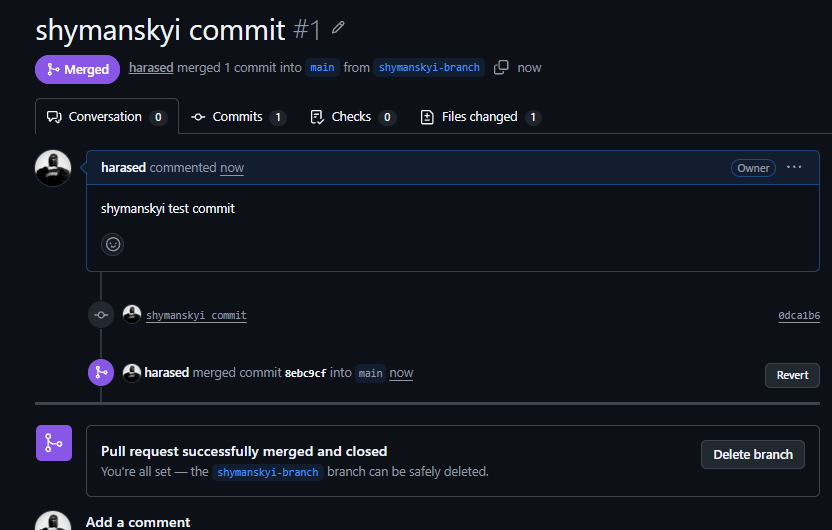 shymanskyi commit #1
Merged harased merged 1 commit into main from shymanskyi-branch now
Conversation 0 Commits 1 Checks 0 Files changed 1
harased commented now Owner ...
shymanskyi test commit
shymanskyi commit 0dca1b6
harased merged commit 8ebc9cf into main now Revert
Pull request successfully merged and closed
You're all set — the shymanskyi-branch branch can be safely deleted.
Delete branch
Add a comment